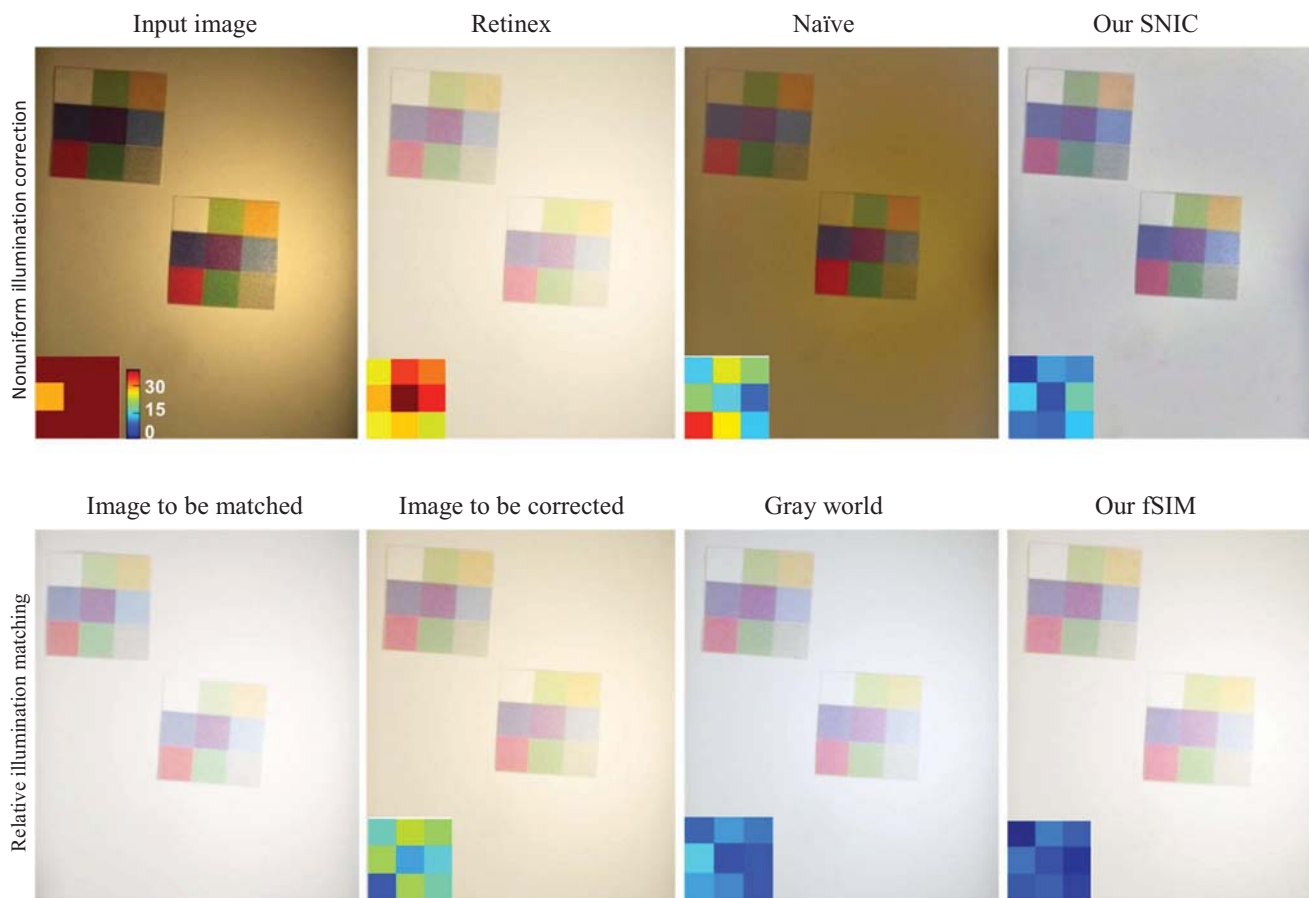 Input image
Retinex
Naïve
Our SNIC
Nonuniform illumination correction
30
15
0
Image to be matched
Image to be corrected
Gray world
Our fSIM
Relative illumination matching